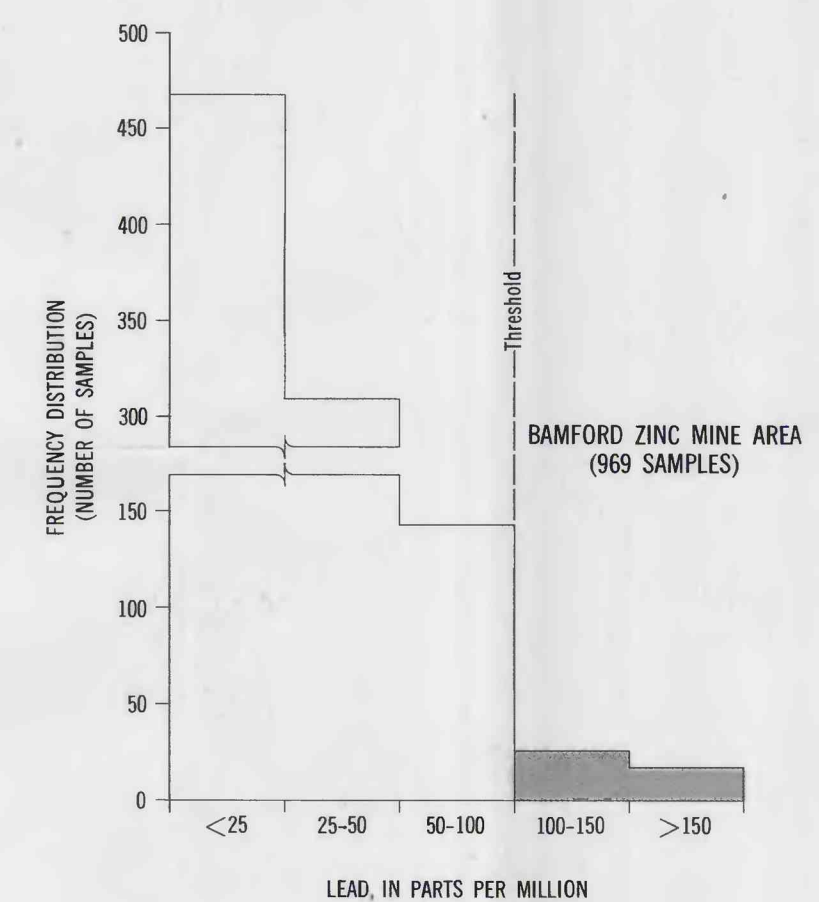 500
450
400
350
300
150
100
50
0
FREQUENCY DISTRIBUTION
(NUMBER OF SAMPLES)
Threshold
BAMFORD ZINC MINE AREA
(969 SAMPLES)
<25
25-50
50-100
100-150
>150
LEAD, IN PARTS PER MILLION